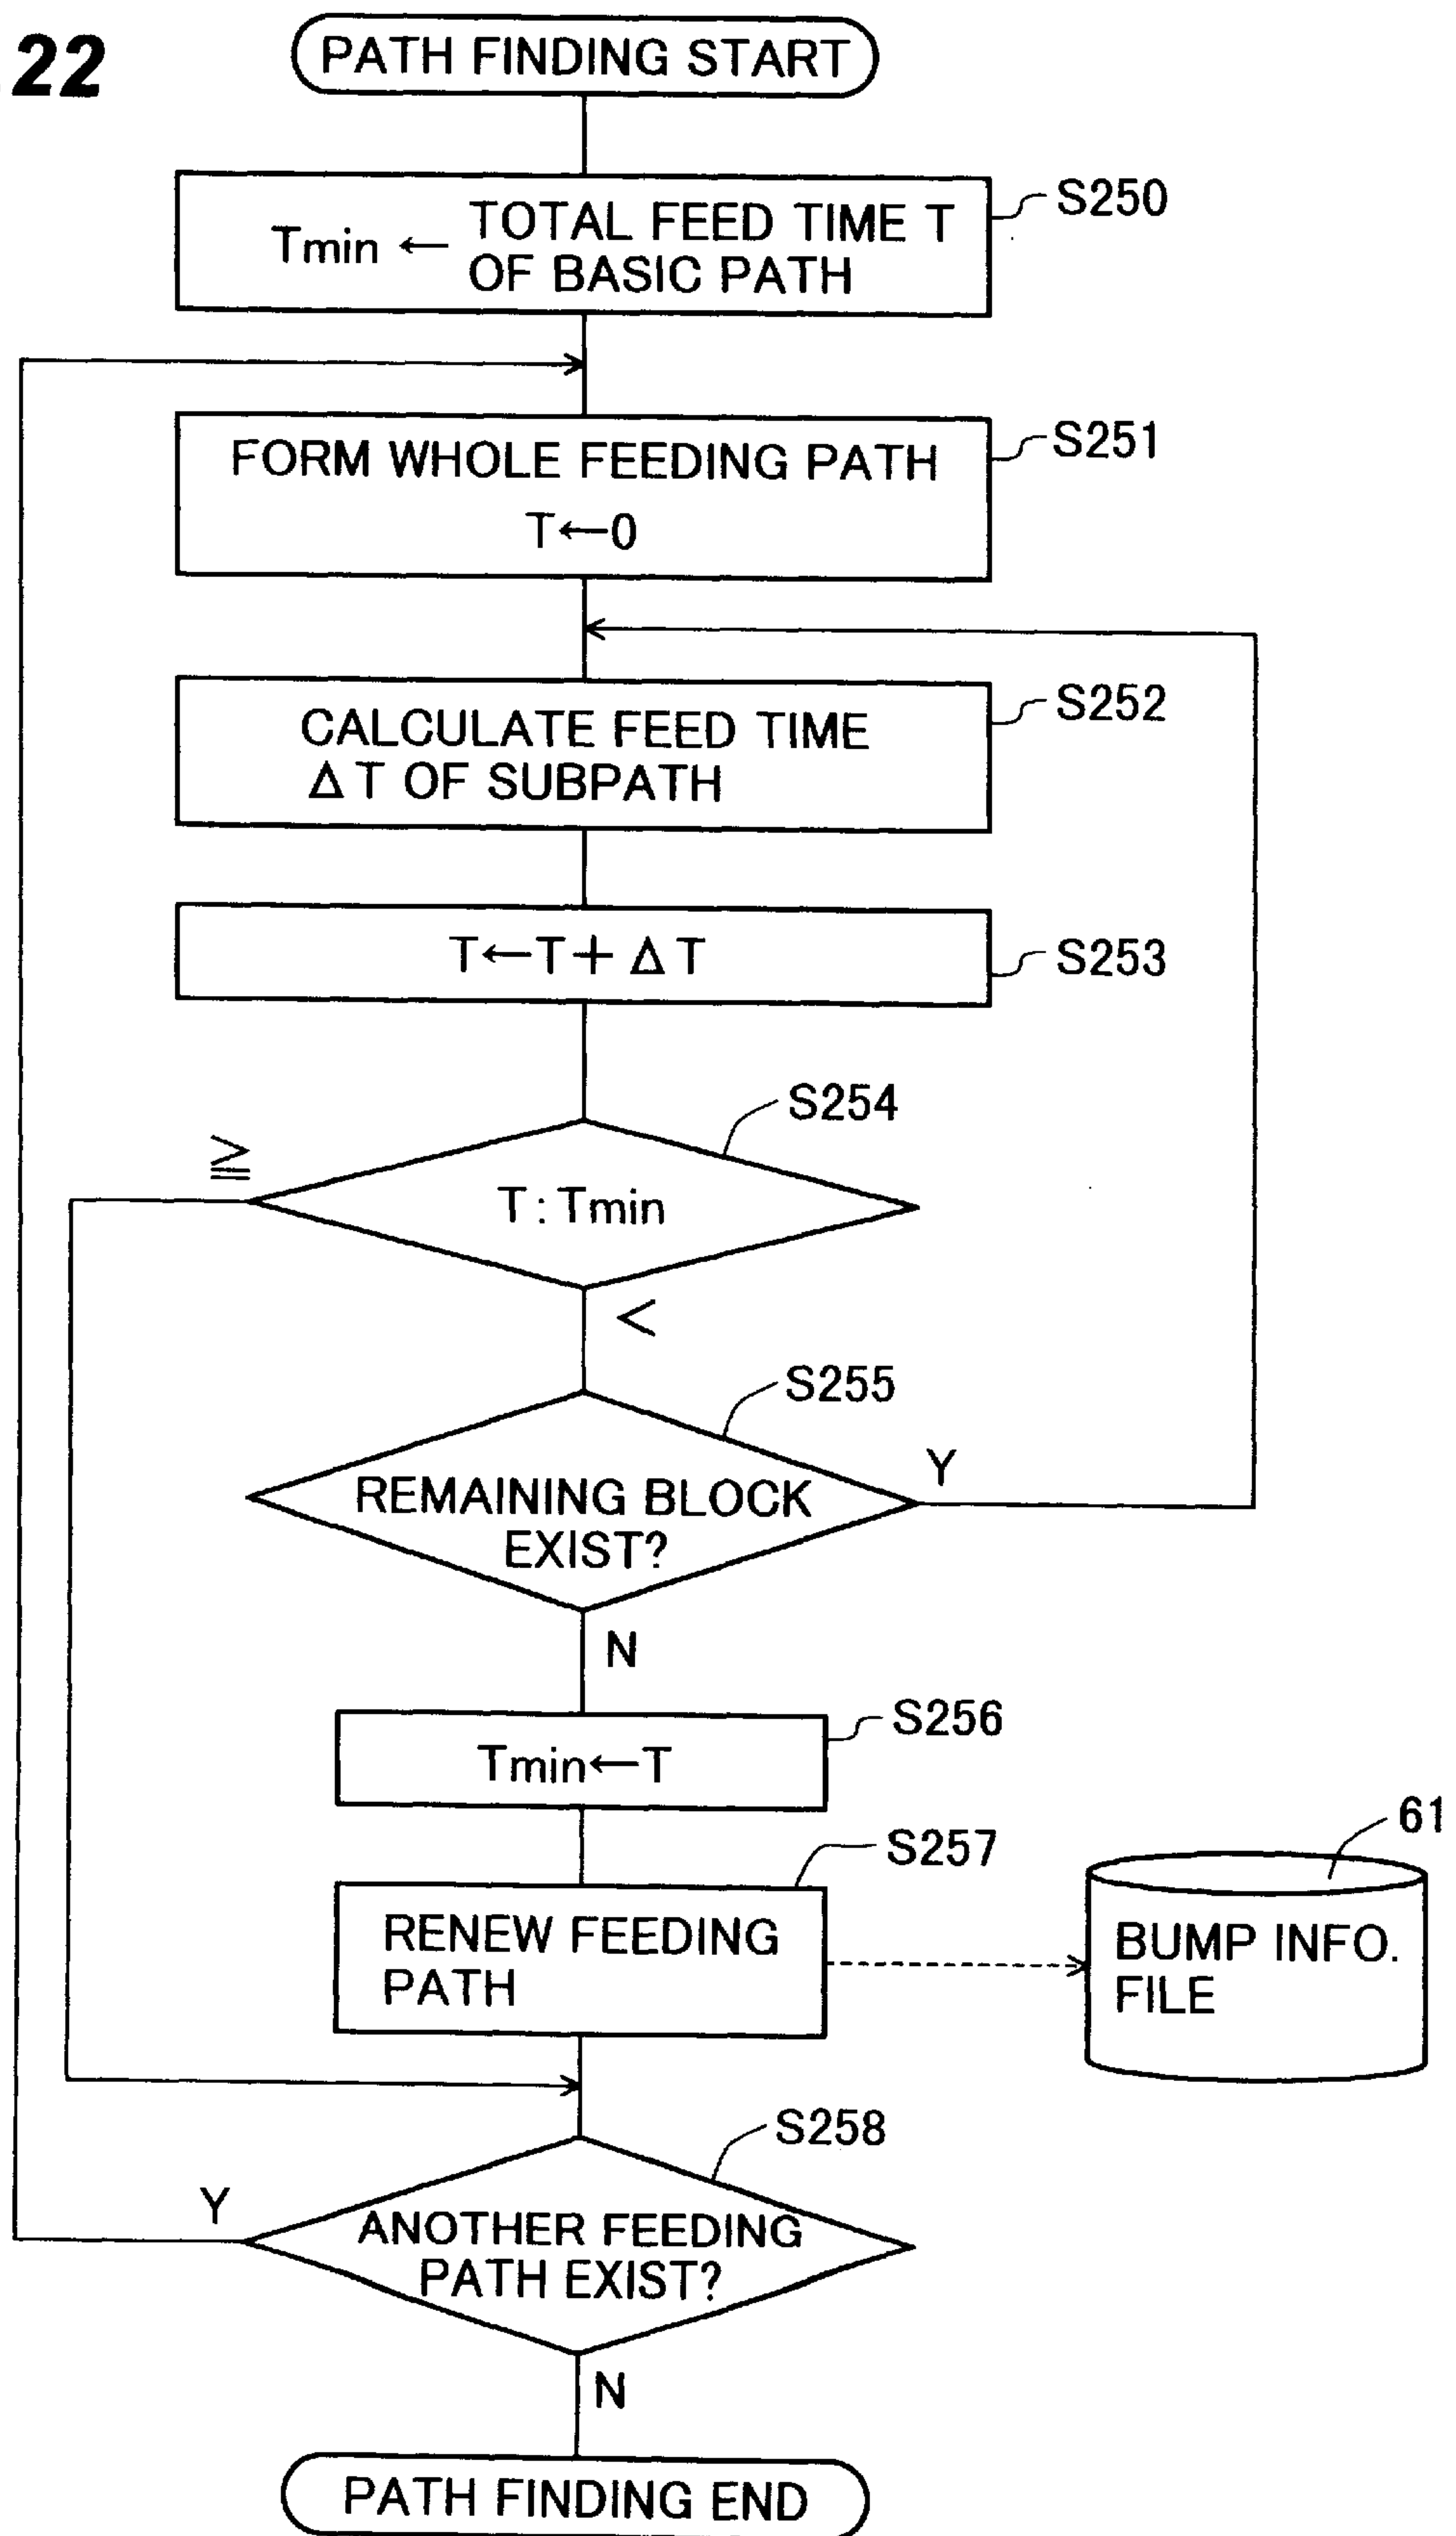 22
PATH FINDING START
Tmin ← TOTAL FEED TIME T
OF BASIC PATH
S250
FORM WHOLE FEEDING PATH
T←0
S251
CALCULATE FEED TIME
ΔT OF SUBPATH
S252
T←T+ΔT
S253
S254
≧
T:Tmin
<
S255
REMAINING BLOCK
EXIST?
Y
N
S256
Tmin←T
S257
RENEW FEEDING
PATH
61
BUMP INFO.
FILE
S258
Y
ANOTHER FEEDING
PATH EXIST?
N
PATH FINDING END